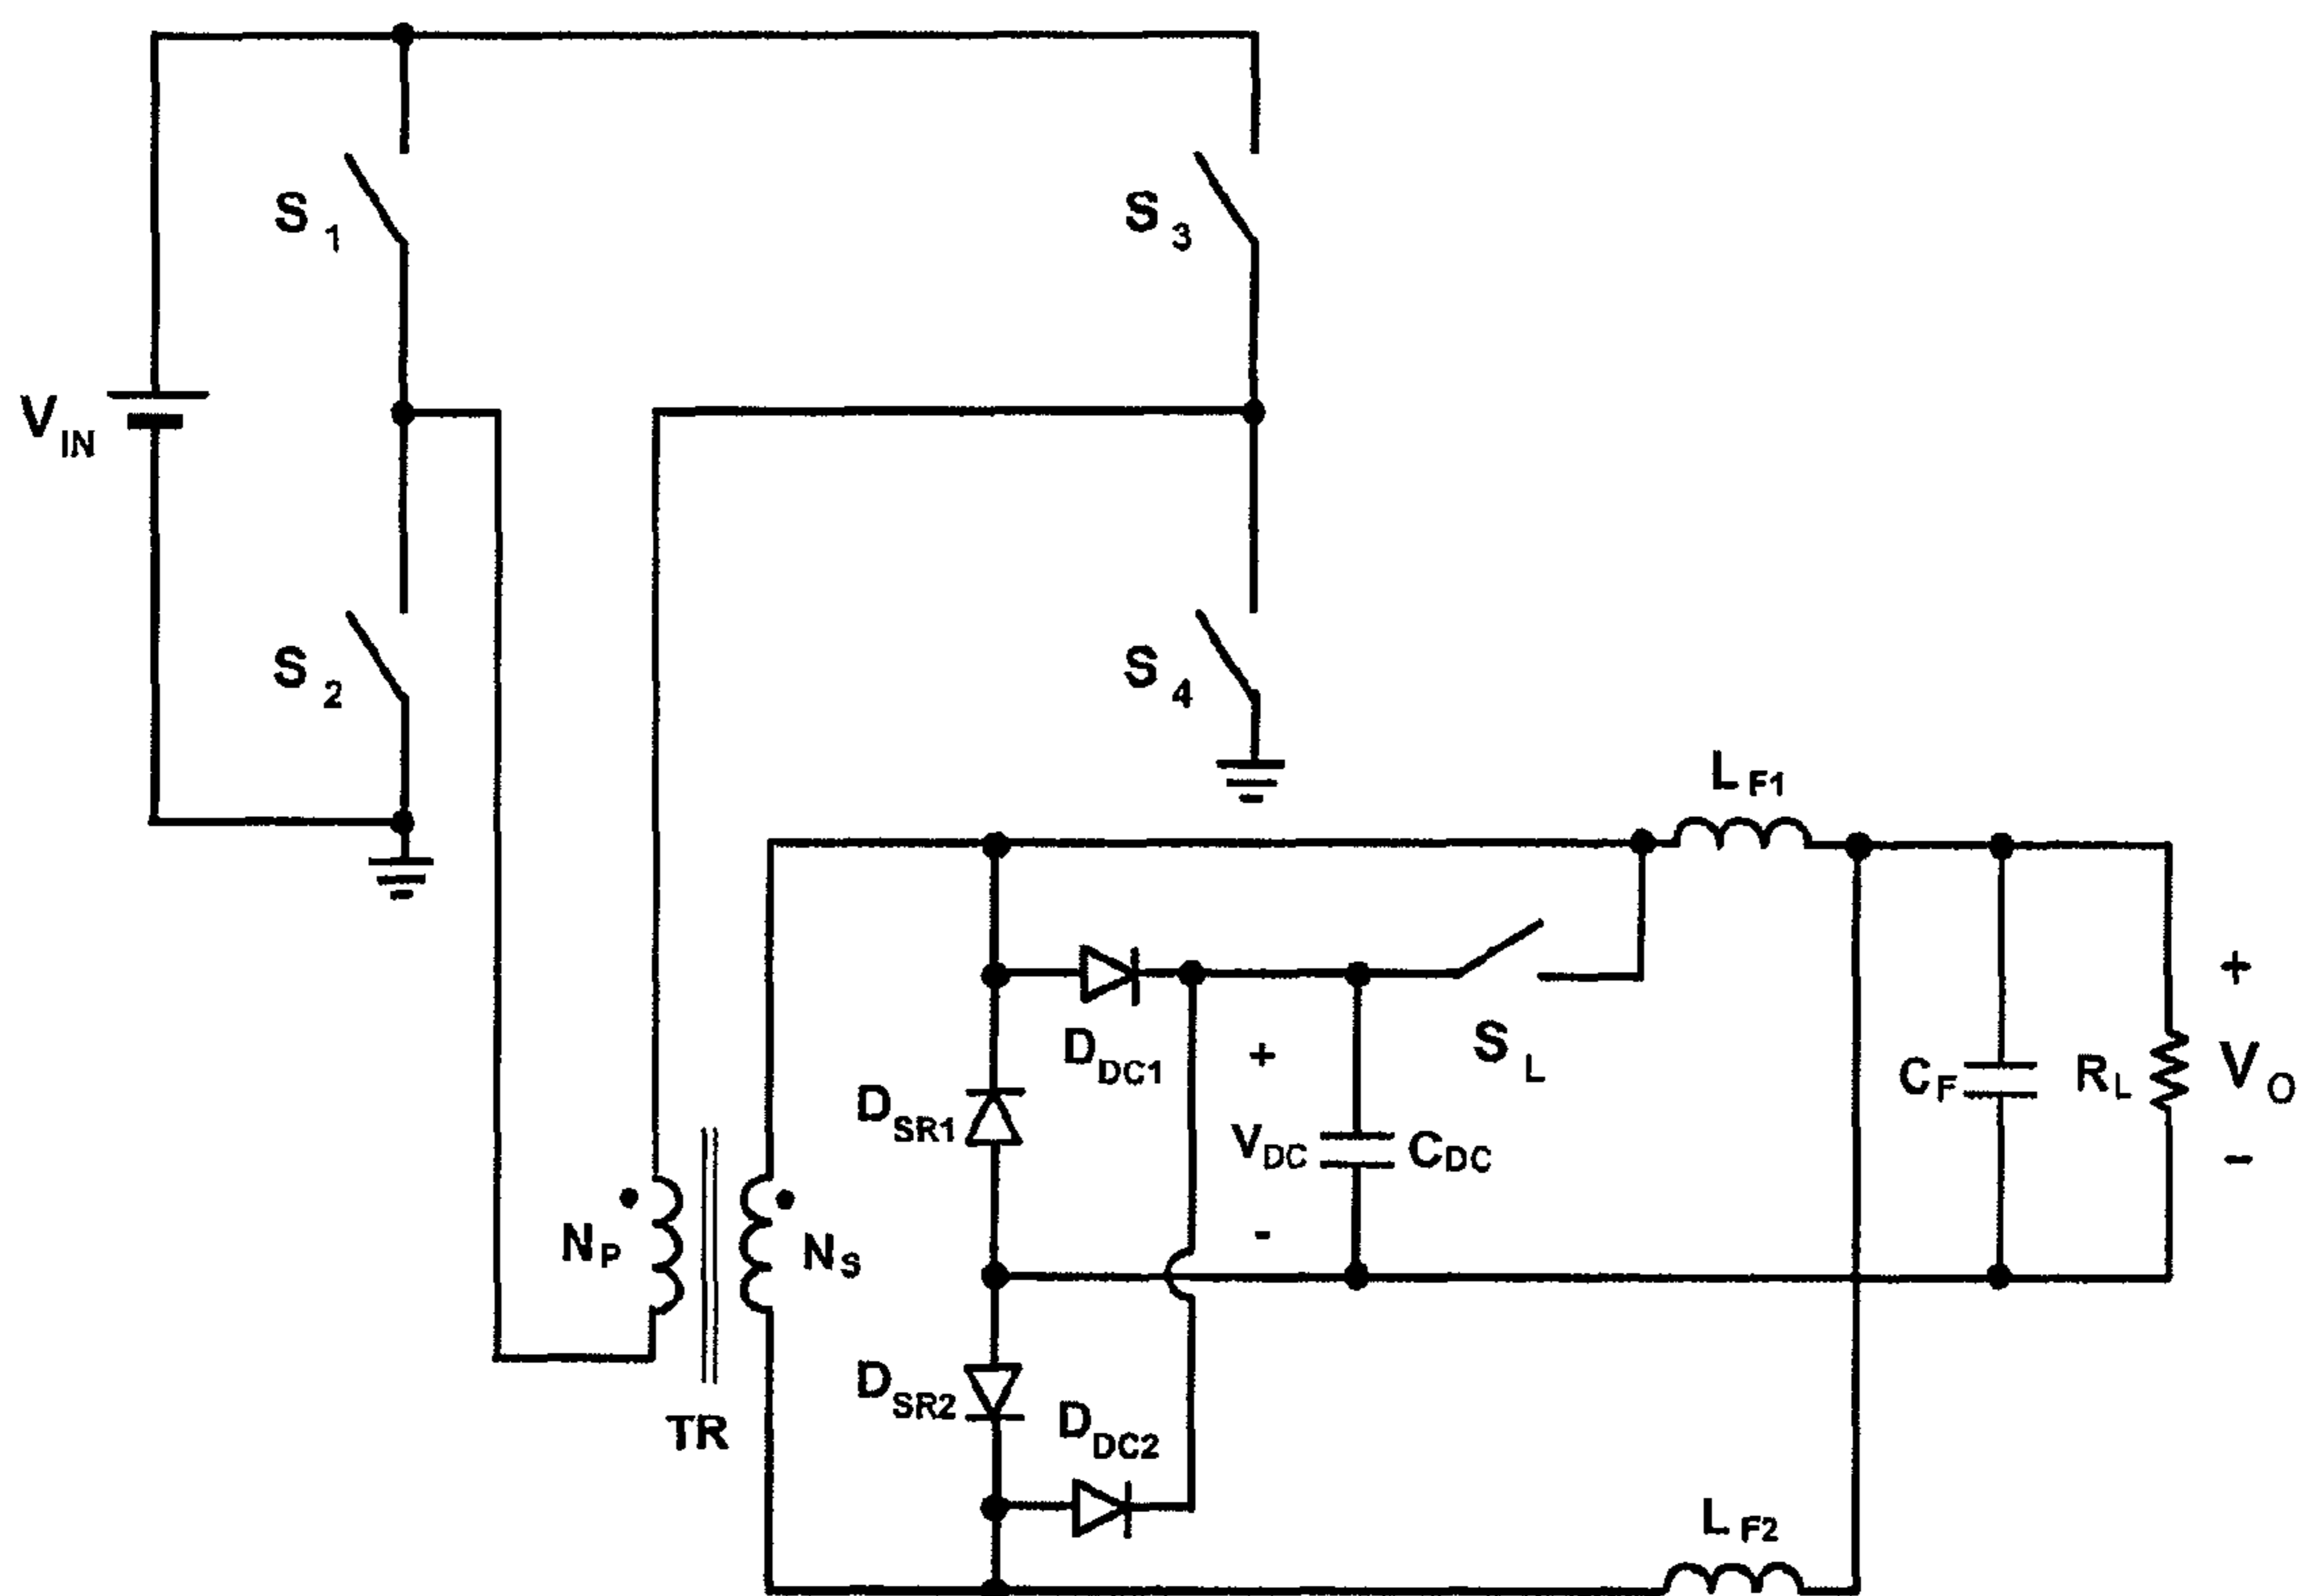 S1
S3
VIN
S2
S4
LF1
DDC1
SL
DSR1
VDC
CDC
CF
RL
+
VO
-
+
-
NP
NS
DSR2
DDC2
TR
LF2